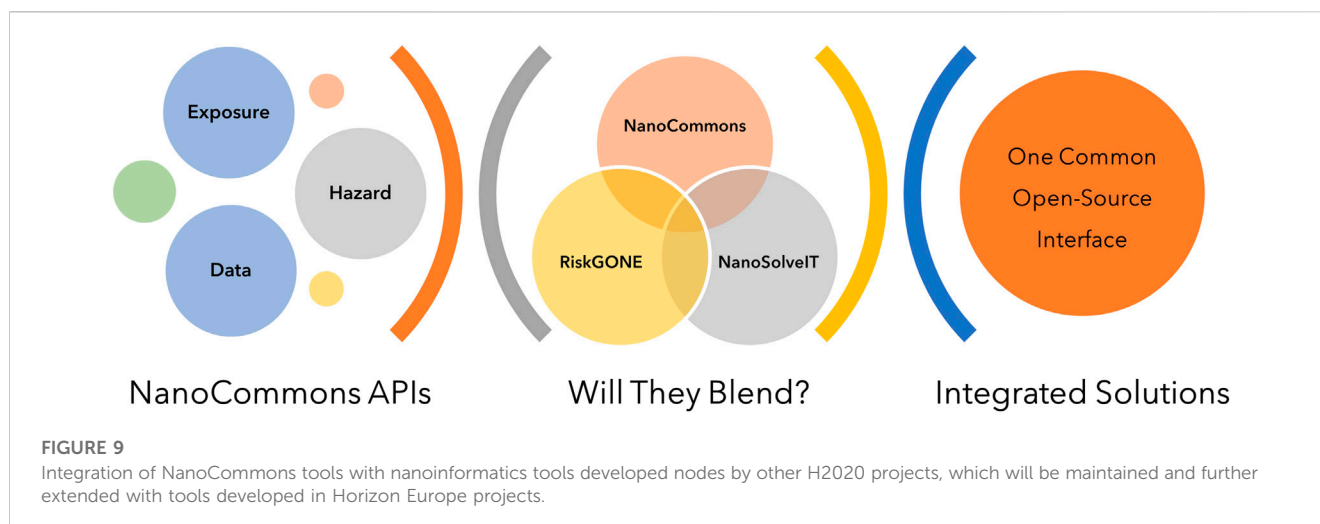 Exposure
Hazard
Data
NanoCommons
RiskGONE
NanoSolveIT
One Common
Open-Source
Interface
NanoCommons APIs
Will They Blend?
Integrated Solutions
FIGURE 9
Integration of NanoCommons tools with nanoinformatics tools developed nodes by other H2020 projects, which will be maintained and further
extended with tools developed in Horizon Europe projects.